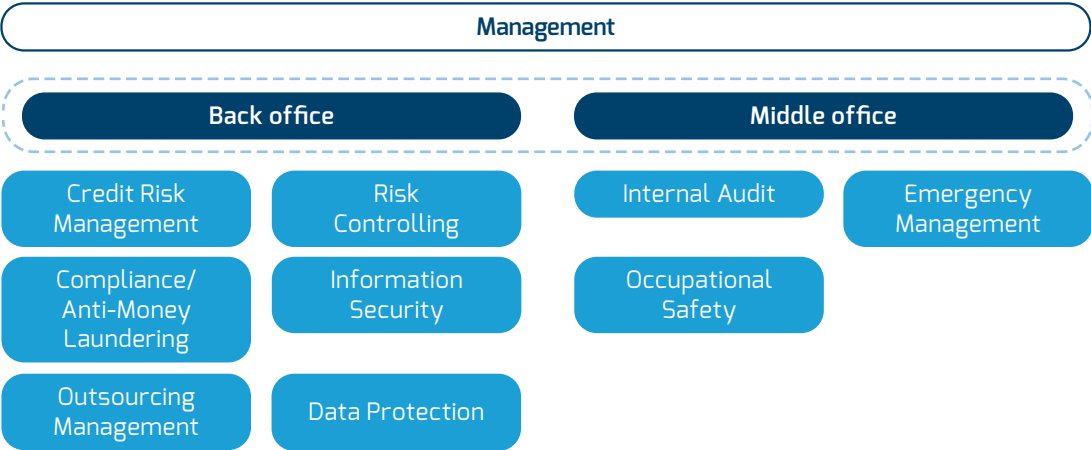 Management
Back office
Middle office
Credit Risk
Management
Risk
Controlling
Internal Audit
Emergency
Management
Compliance/
Anti-Money
Laundering
Information
Security
Occupational
Safety
Outsourcing
Management
Data Protection